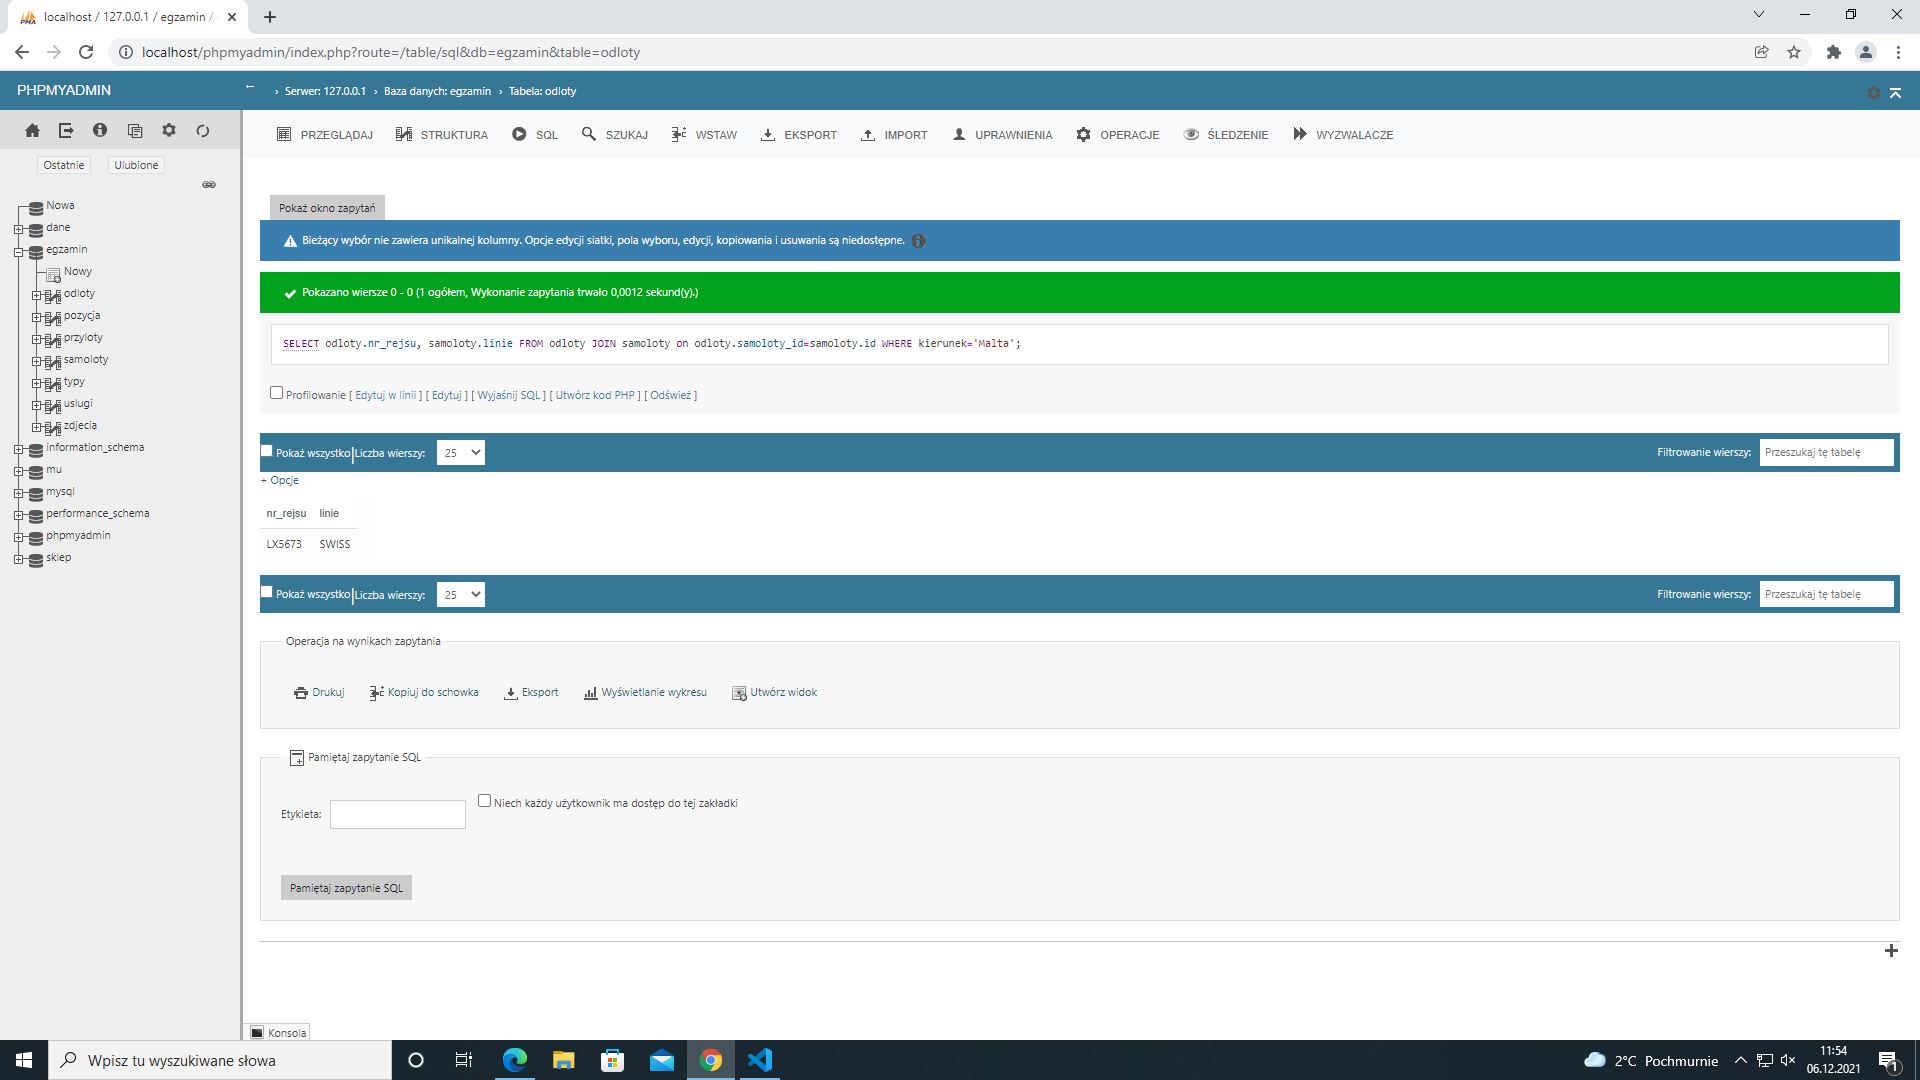 localhost / 127.0.0.1 / egzamin /
localhost/phpmyadmin/index.php?route=/table/sql&db=egzamin&table=odloty
PHPMYADMIN
← › Serwer: 127.0.0.1 › Baza danych: egzamin › Tabela: odloty
PRZEGLĄDAJ STRUKTURA SQL SZUKAJ WSTAW EKSPORT IMPORT UPRAWNIENIA OPERACJE ŚLEDZENIE WYZWALACZE
Ostatnie Ulubione
Nowa
dane
egzamin
Nowy
odloty
pozycja
przyloty
samoloty
typy
uslugi
zdjecia
information_schema
mu
mysql
performance_schema
phpmyadmin
sklep
Pokaż okno zapytań
Bieżący wybór nie zawiera unikalnej kolumny. Opcje edycji siatki, pola wyboru, edycji, kopiowania i usuwania są niedostępne.
Pokazano wiersze 0 - 0 (1 ogółem, Wykonanie zapytania trwało 0,0012 sekund(y).)
SELECT odloty.nr_rejsu, samoloty.linie FROM odloty JOIN samoloty on odloty.samoloty_id=samoloty.id WHERE kierunek='Malta';
Profilowanie [ Edytuj w linii ] [ Edytuj ] [ Wyjaśnij SQL ] [ Utwórz kod PHP ] [ Odśwież ]
Pokaż wszystko Liczba wierszy: 25 Filtrowanie wierszy: Przeszukaj tę tabelę
+ Opcje
nr_rejsu linie
LX5673 SWISS
Pokaż wszystko Liczba wierszy: 25 Filtrowanie wierszy: Przeszukaj tę tabelę
Operacja na wynikach zapytania
Drukuj Kopiuj do schowka Eksport Wyświetlanie wykresu Utwórz widok
Pamiętaj zapytanie SQL
Etykieta: Niech każdy użytkownik ma dostęp do tej zakładki
Pamiętaj zapytanie SQL
Konsola
Wpisz tu wyszukiwane słowa
2°C Pochmurnie
11:54
06.12.2021
1